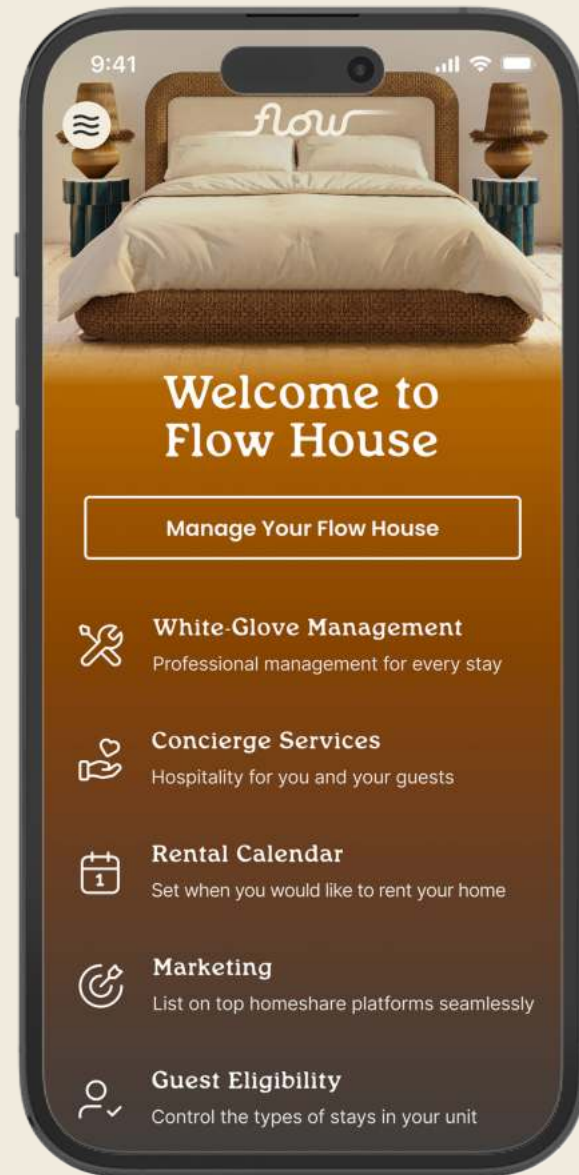 9:41
flow
Welcome to
Flow House
Manage Your Flow House
White-Glove Management
Professional management for every stay
Concierge Services
Hospitality for you and your guests
1
Rental Calendar
Set when you would like to rent your home
Marketing
List on top homeshare platforms seamlessly
Guest Eligibility
Control the types of stays in your unit